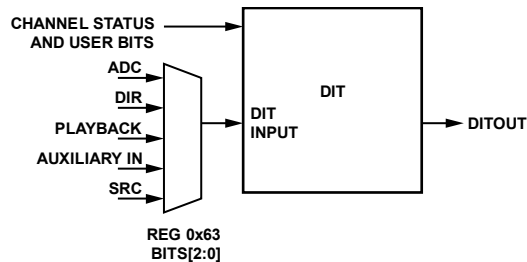 CHANNEL STATUS
AND USER BITS
ADC
DIR
PLAYBACK
AUXILIARY IN
SRC
REG 0x63
BITS[2:0]
DIT
INPUT
DIT
DITOUT